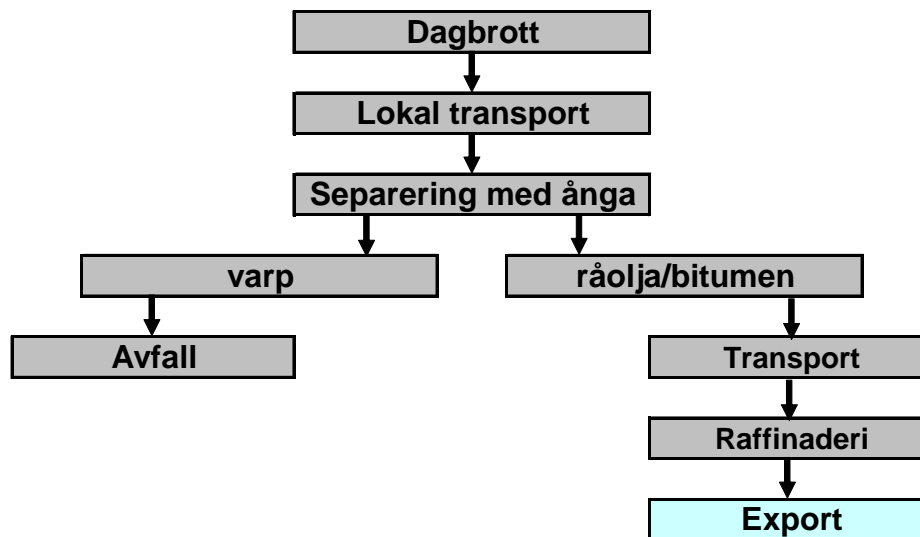 Dagbrott
Lokal transport
Separering med ånga
varp
råolja/bitumen
Avfall
Transport
Raffinaderi
Export